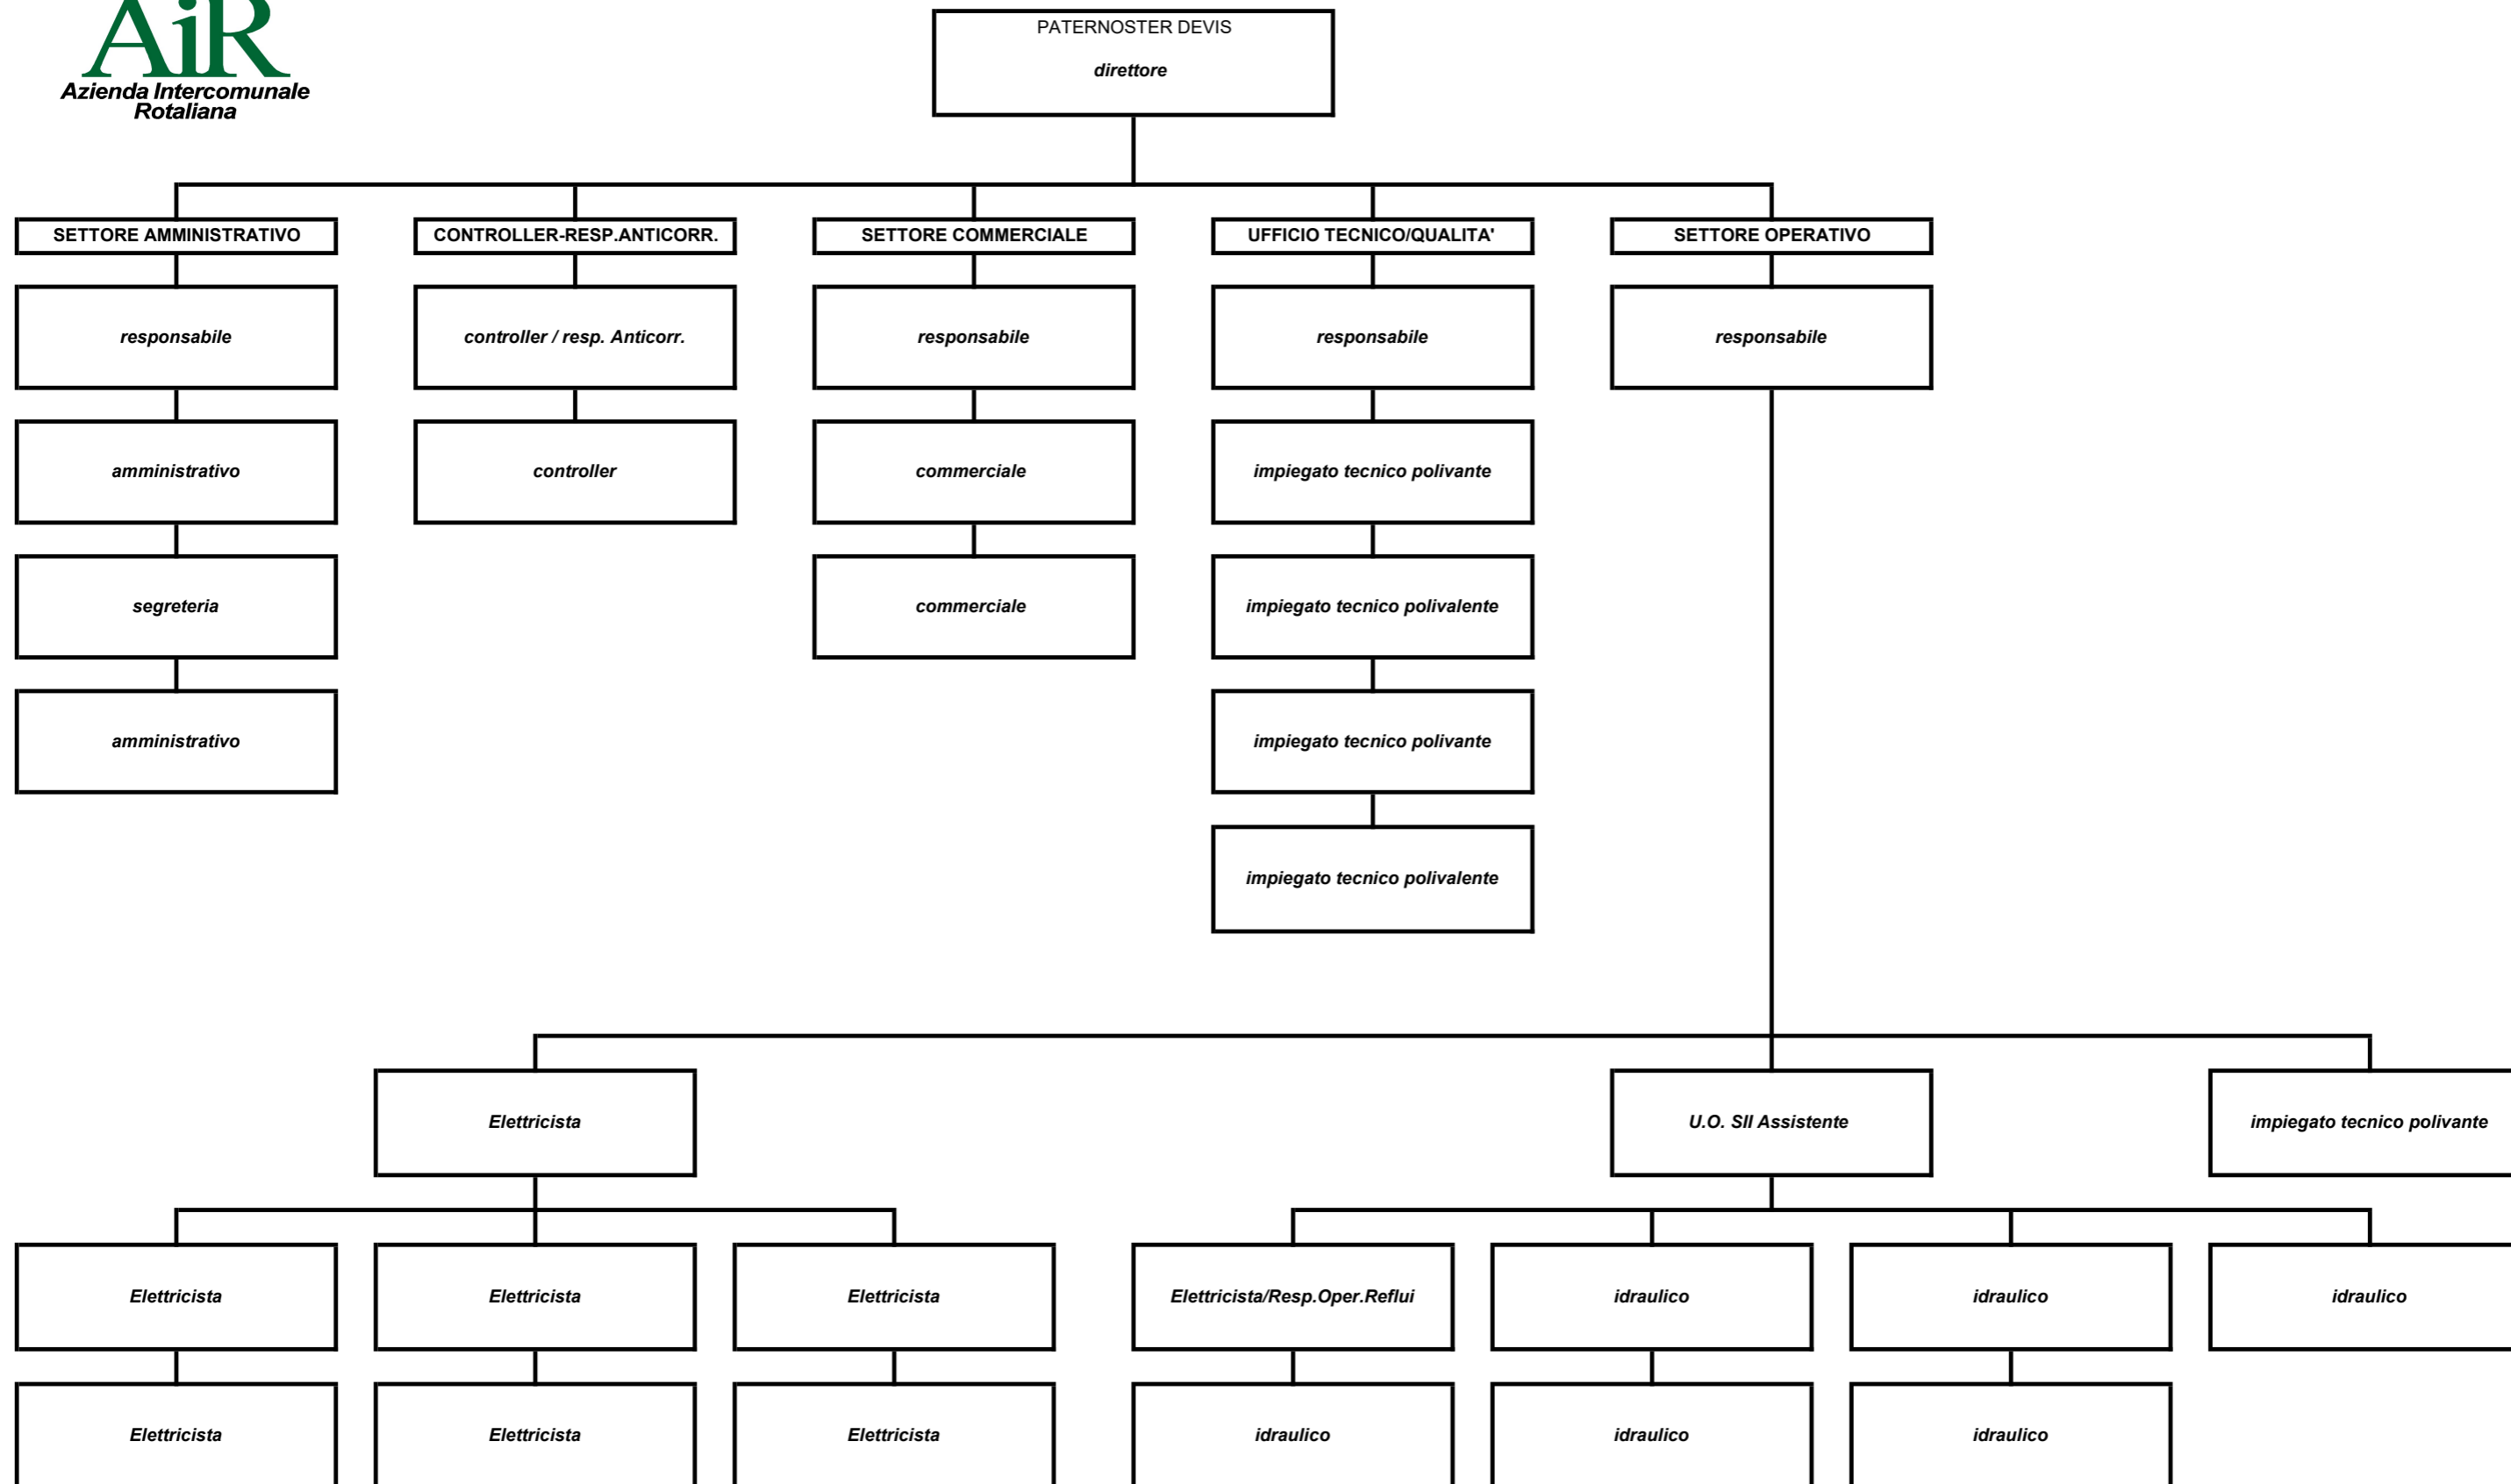 AiR
Azienda Intercomunale
Rotaliana
PATERNOSTER DEVIS
direttore
SETTORE AMMINISTRATIVO
CONTROLLER-RESP.ANTICORR.
SETTORE COMMERCIALE
UFFICIO TECNICO/QUALITA'
SETTORE OPERATIVO
responsabile
controller / resp. Anticorr.
responsabile
responsabile
responsabile
amministrativo
controller
commerciale
impiegato tecnico polivante
segreteria
commerciale
impiegato tecnico polivalente
amministrativo
impiegato tecnico polivante
impiegato tecnico polivalente
Elettricista
U.O. SII Assistente
impiegato tecnico polivante
Elettricista
Elettricista
Elettricista
Elettricista/Resp.Oper.Reflui
idraulico
idraulico
idraulico
Elettricista
Elettricista
Elettricista
idraulico
idraulico
idraulico